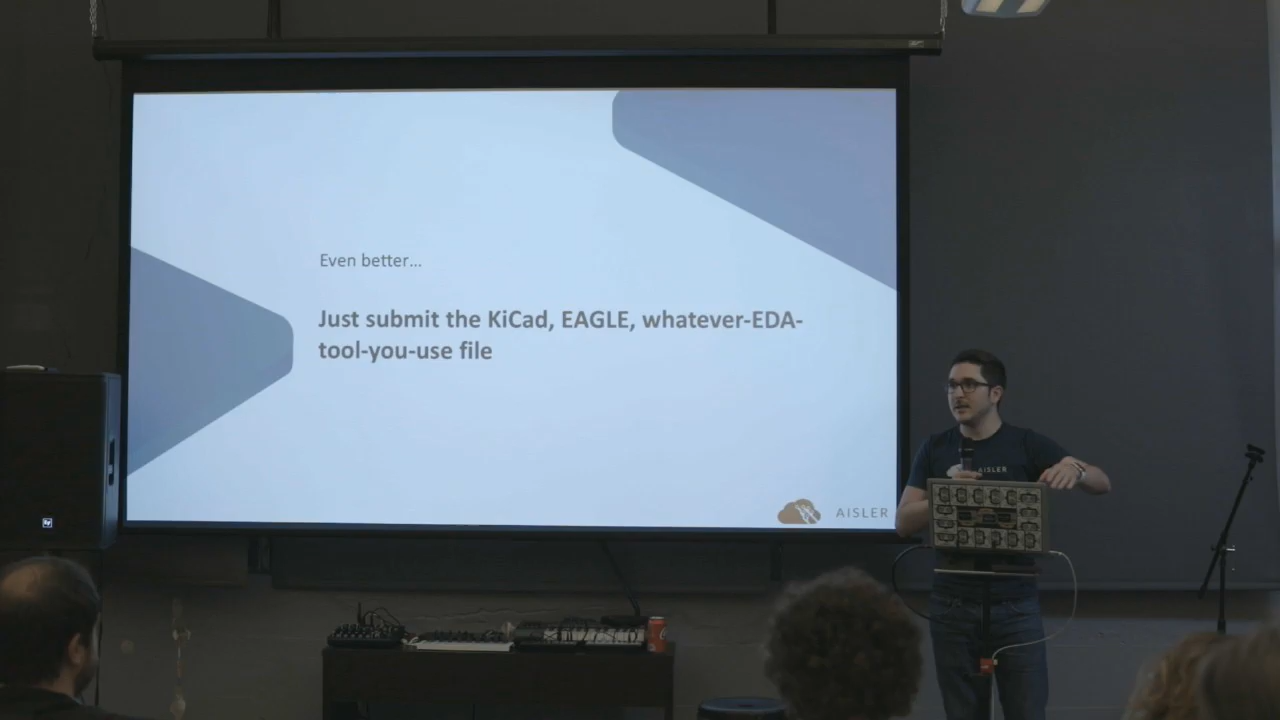 Even better...
Just submit the KiCad, EAGLE, whatever-EDA-
tool-you-use file
AISLER
AISLER